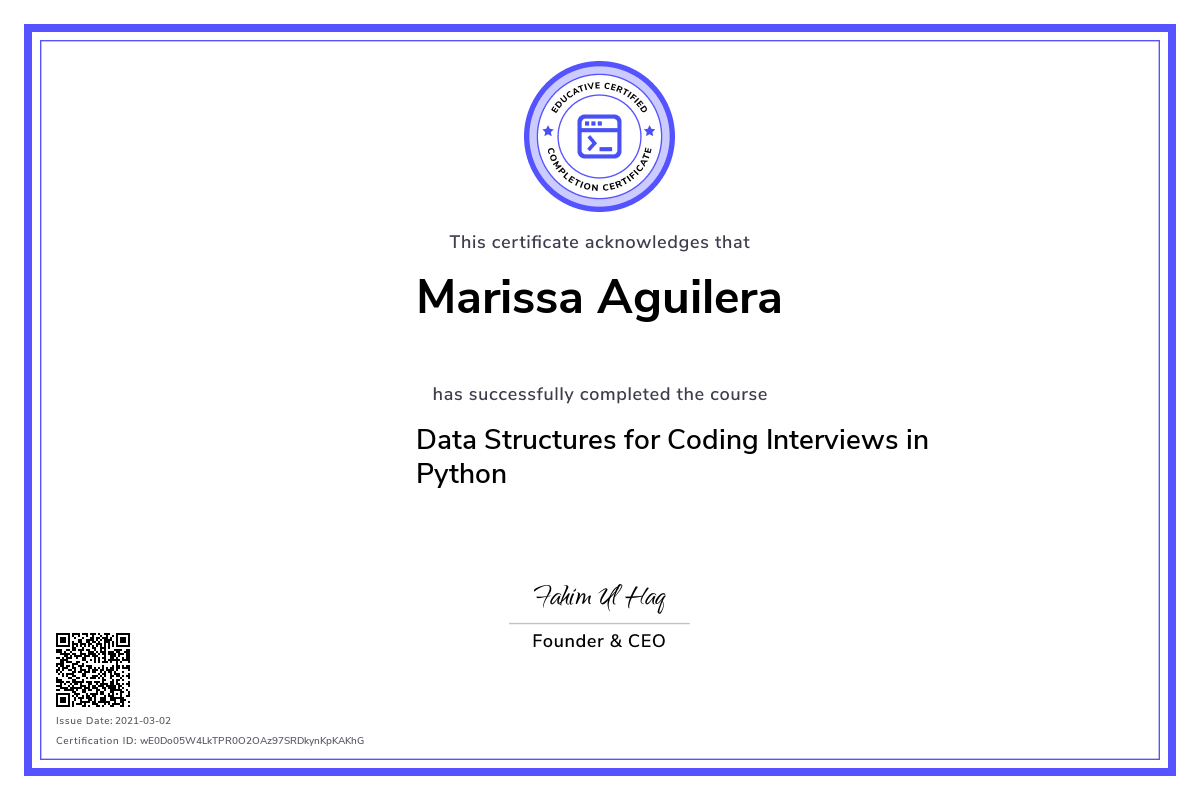 EDUCATIVE CERTIFIED
COMPLETION CERTIFICATE
This certificate acknowledges that
Marissa Aguilera
has successfully completed the course
Data Structures for Coding Interviews in
Python
Fahim Ul Haq
Founder & CEO
Issue Date: 2021-03-02
Certification ID: wE0Do05W4LkTPR0O2OAz97SRDkynKpKAKhG